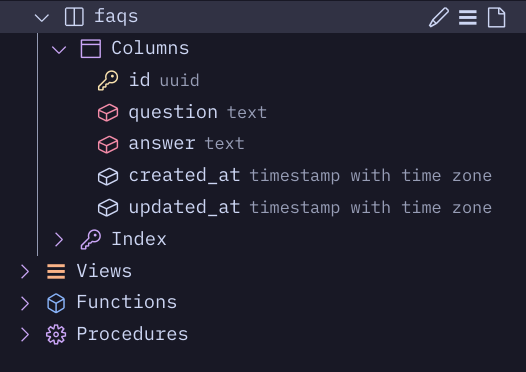 faqs
Columns
id uuid
question text
answer text
created_at timestamp with time zone
updated_at timestamp with time zone
Index
Views
Functions
Procedures